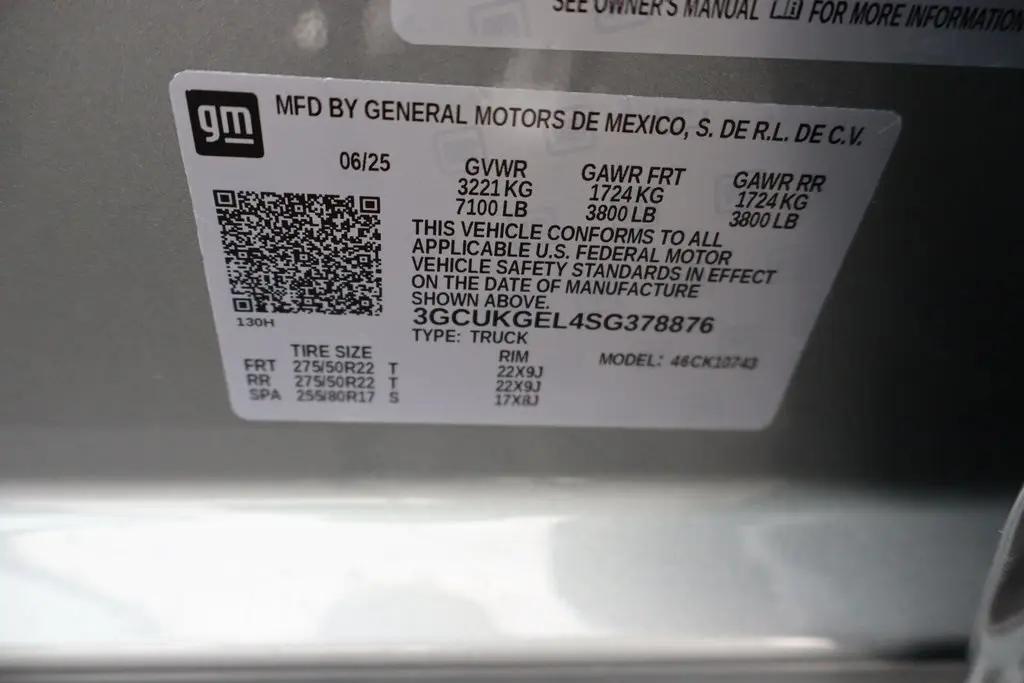 SEE OWNER'S MANUAL FOR MORE INFORMATION
gm
MFD BY GENERAL MOTORS DE MEXICO, S. DE R.L. DE C.V.
06/25 GVWR GAWR FRT GAWR RR
3221 KG 1724 KG 1724 KG
7100 LB 3800 LB 3800 LB
THIS VEHICLE CONFORMS TO ALL
APPLICABLE U.S. FEDERAL MOTOR
VEHICLE SAFETY STANDARDS IN EFFECT
ON THE DATE OF MANUFACTURE
SHOWN ABOVE.
130H
3GCUKGEL4SG378876
TYPE: TRUCK
TIRE SIZE RIM MODEL: 46CK10743
FRT 275/50R22 T 22X9J
RR 275/50R22 T 22X9J
SPA 255/80R17 S 17X8J